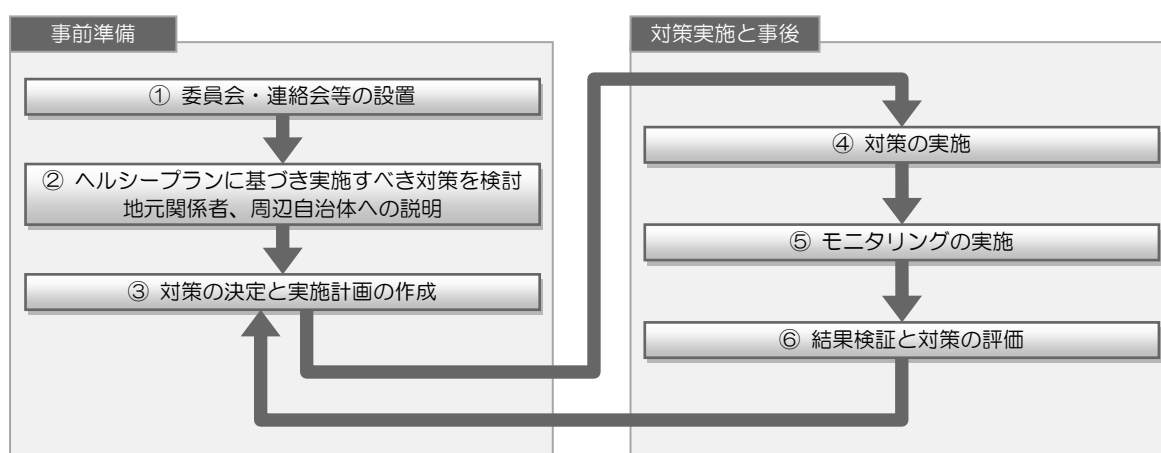 事前準備
① 委員会・連絡会等の設置
② ヘルシープランに基づき実施すべき対策を検討
地元関係者、周辺自治体への説明
③ 対策の決定と実施計画の作成
対策実施と事後
④ 対策の実施
⑤ モニタリングの実施
⑥ 結果検証と対策の評価